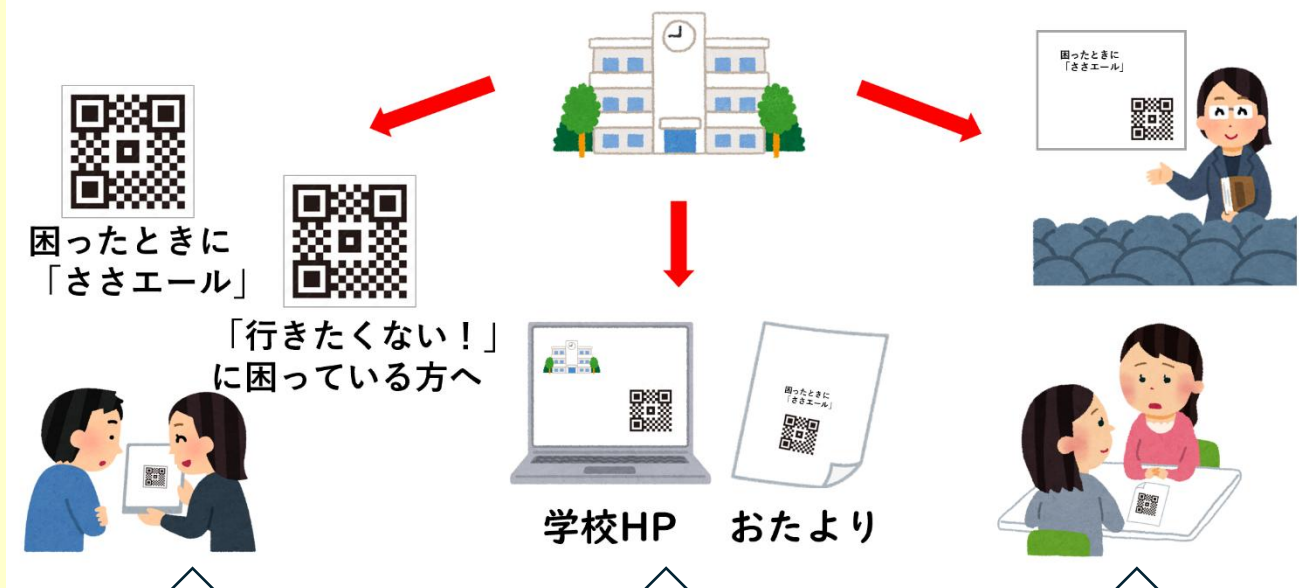 困ったときに
「ささエール」
「行きたくない！」
に困っている方へ
困ったときに
「ささエール」
学校HP
おたより
困ったときに
「ささエール」